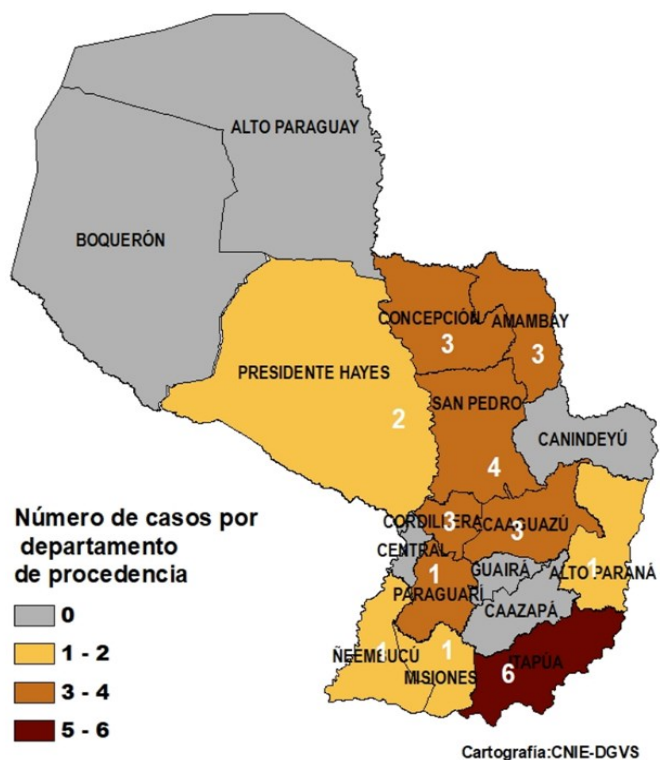 ALTO PARAGUAY
BOQUERÓN
CONCEPCIÓN
AMAMBAY
3
3
PRESIDENTE HAYES
SAN PEDRO
2
CANINDEYÚ
4
CORDILLERA
3
CAAGUAZÚ
3
CENTRAL
GUAIRÁ
ALTO PARANÁ
1
1
PARAGUARÍ
CAAZAPÁ
ÑEEMBUCÚ
1
1
MISIONES
ITAPÚA
6
Número de casos por
departamento
de procedencia
0
1 - 2
3 - 4
5 - 6
Cartografía:CNIE-DGVS